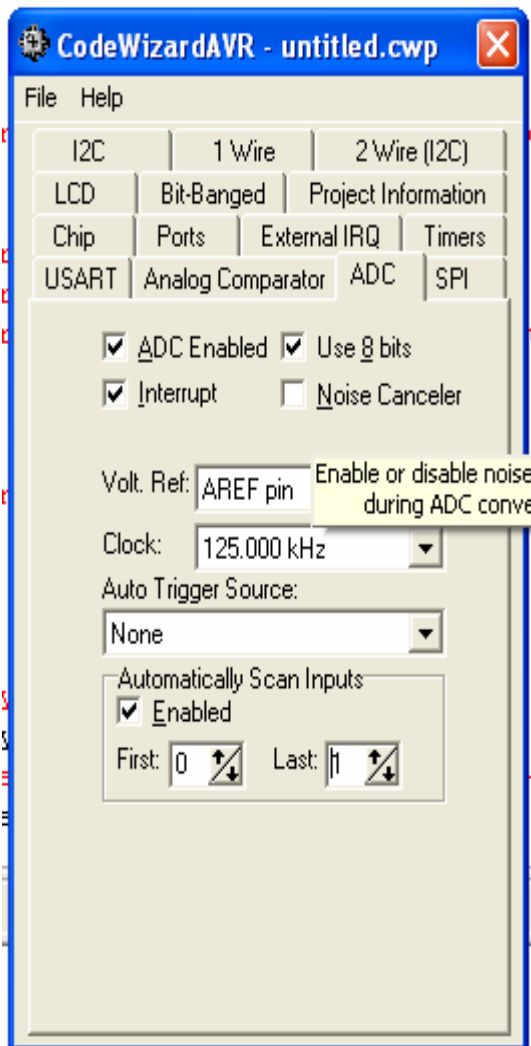 CodeWizardAVR - untitled.cwp
File Help
I2C 1 Wire 2 Wire (I2C)
LCD Bit-Banged Project Information
Chip Ports External IRQ Timers
USART Analog Comparator ADC SPI
ADC Enabled Use 8 bits
Interrupt Noise Canceler
Volt. Ref: AREF pin
Enable or disable noise
during ADC conve
Clock: 125.000 kHz
Auto Trigger Source:
None
Automatically Scan Inputs
Enabled
First: 0 Last: 1